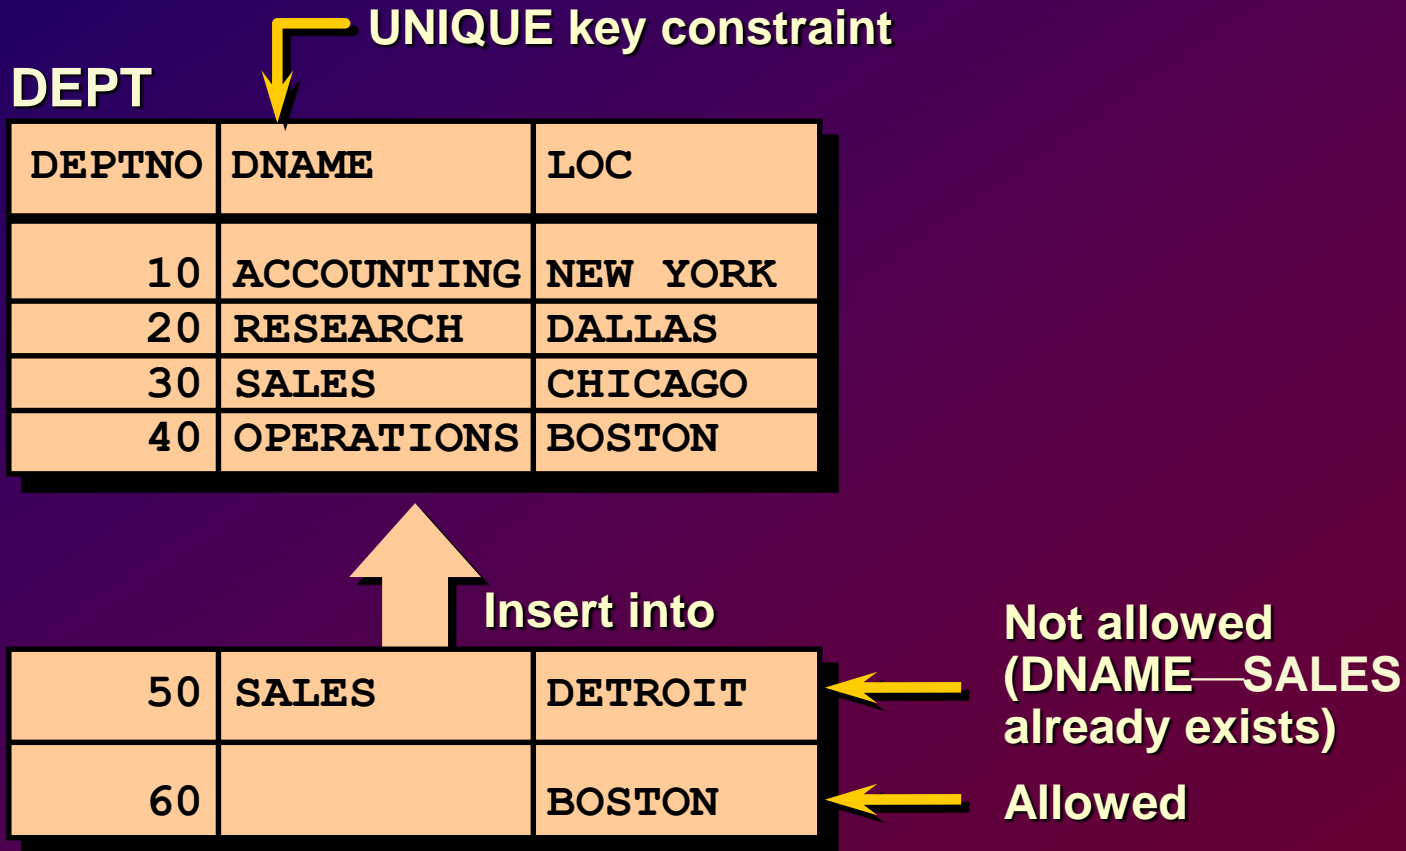 UNIQUE key constraint
DEPT
DEPTNO DNAME LOC
10 ACCOUNTING NEW YORK
20 RESEARCH DALLAS
30 SALES CHICAGO
40 OPERATIONS BOSTON
Insert into
50 SALES DETROIT
60 BOSTON
Not allowed
(DNAME—SALES
already exists)
Allowed